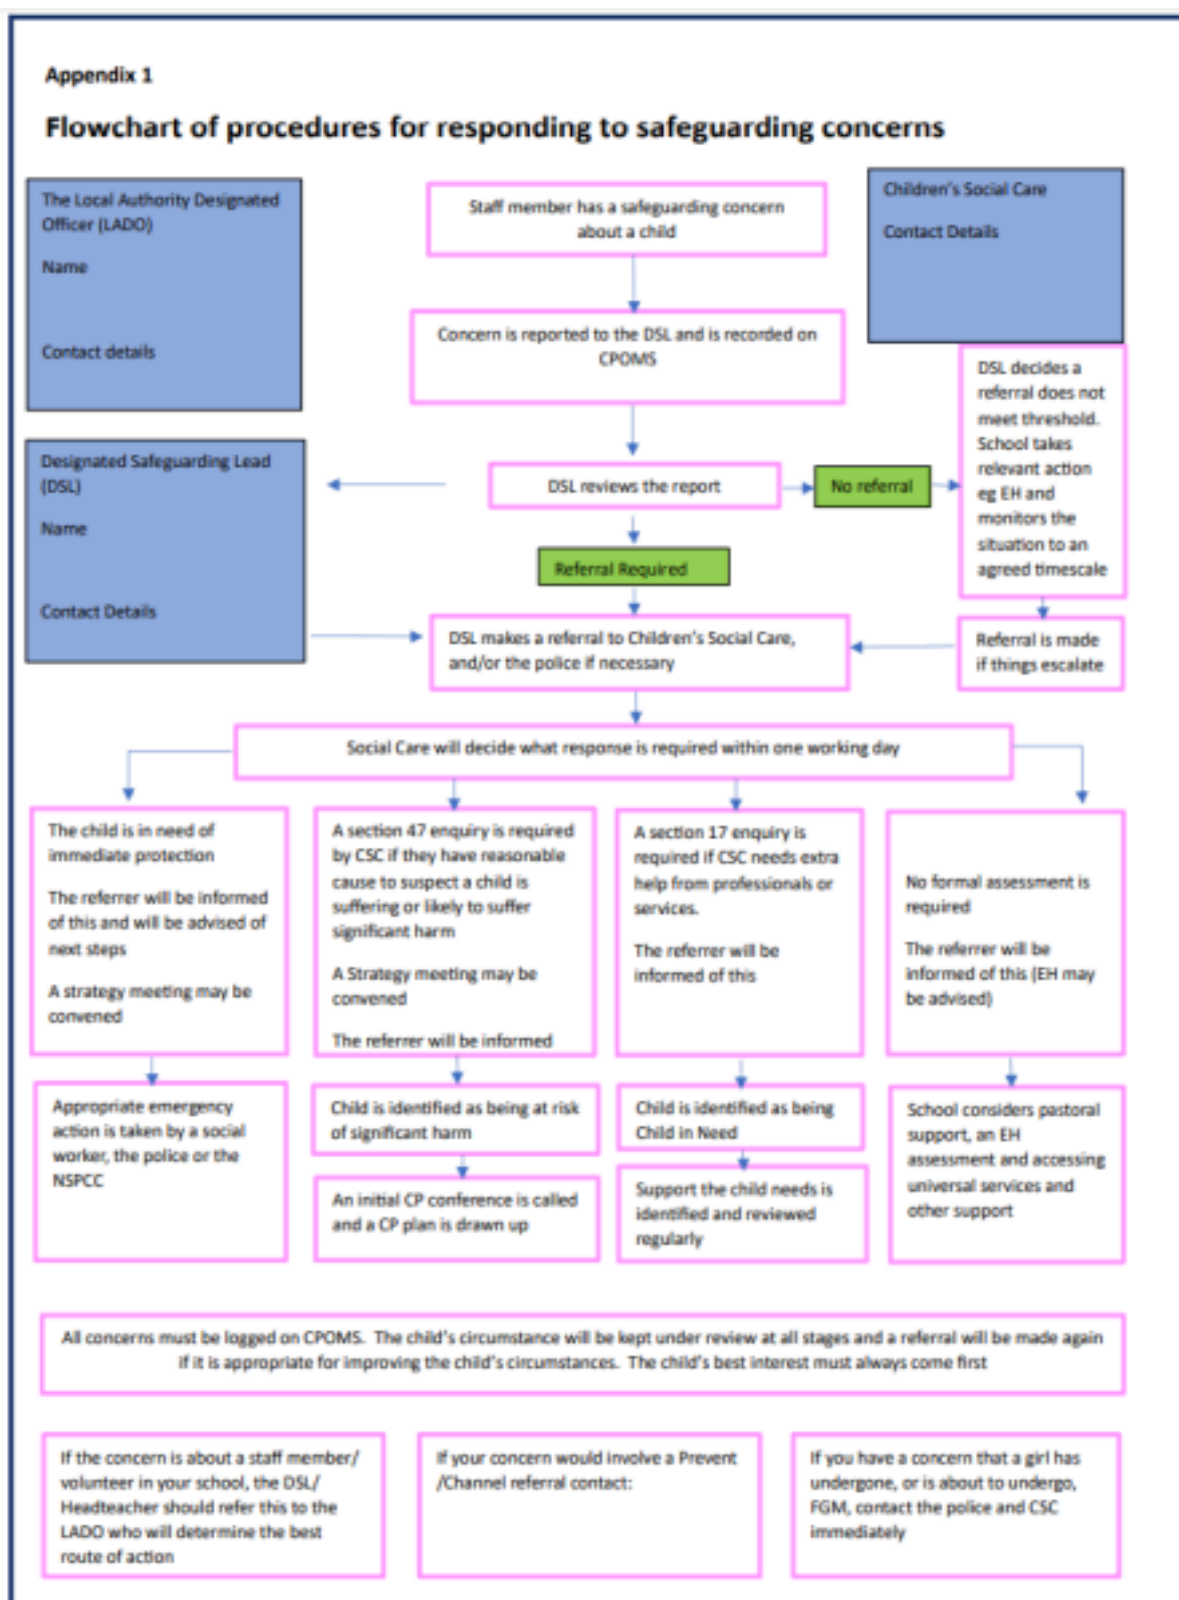 Appendix 1
Flowchart of procedures for responding to safeguarding concerns
The Local Authority Designated
Officer (LADO)
Name
Contact details
Staff member has a safeguarding concern
about a child
Children's Social Care
Contact Details
Concern is reported to the DSL and is recorded on
CPOMS
DSL decides a
referral does not
meet threshold.
School takes
relevant action
eg EH and
monitors the
situation to an
agreed timescale
Designated Safeguarding Lead
(DSL)
Name
Contact Details
DSL reviews the report
No referral
Referral Required
DSL makes a referral to Children's Social Care,
and/or the police if necessary
Referral is made
if things escalate
Social Care will decide what response is required within one working day
The child is in need of
immediate protection
The referrer will be informed
of this and will be advised of
next steps
A strategy meeting may be
convened
A section 47 enquiry is required
by CSC if they have reasonable
cause to suspect a child is
suffering or likely to suffer
significant harm
A Strategy meeting may be
convened
The referrer will be informed
A section 17 enquiry is
required if CSC needs extra
help from professionals or
services.
The referrer will be
informed of this
No formal assessment is
required
The referrer will be
informed of this (EH may
be advised)
Appropriate emergency
action is taken by a social
worker, the police or the
NSPCC
Child is identified as being at risk
of significant harm
An initial CP conference is called
and a CP plan is drawn up
Child is identified as being
Child in Need
Support the child needs is
identified and reviewed
regularly
School considers pastoral
support, an EH
assessment and accessing
universal services and
other support
All concerns must be logged on CPOMS. The child's circumstance will be kept under review at all stages and a referral will be made again
if it is appropriate for improving the child's circumstances. The child's best interest must always come first
If the concern is about a staff member/
volunteer in your school, the DSL/
Headteacher should refer this to the
LADO who will determine the best
route of action
If your concern would involve a Prevent
/Channel referral contact:
If you have a concern that a girl has
undergone, or is about to undergo,
FGM, contact the police and CSC
immediately